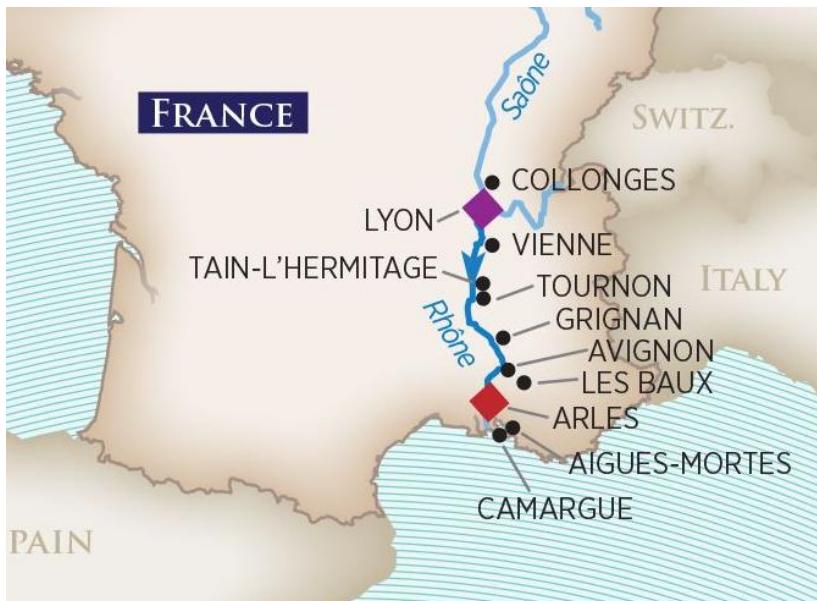 Saône
FRANCE
SWITZ.
COLLONGES
LYON
VIENNE
TAIN-L'HERMITAGE
TOURNON
ITALY
Rhône
GRIGNAN
AVIGNON
LES BAUX
ARLES
AIGUES-MORTES
CAMARGUE
PAIN